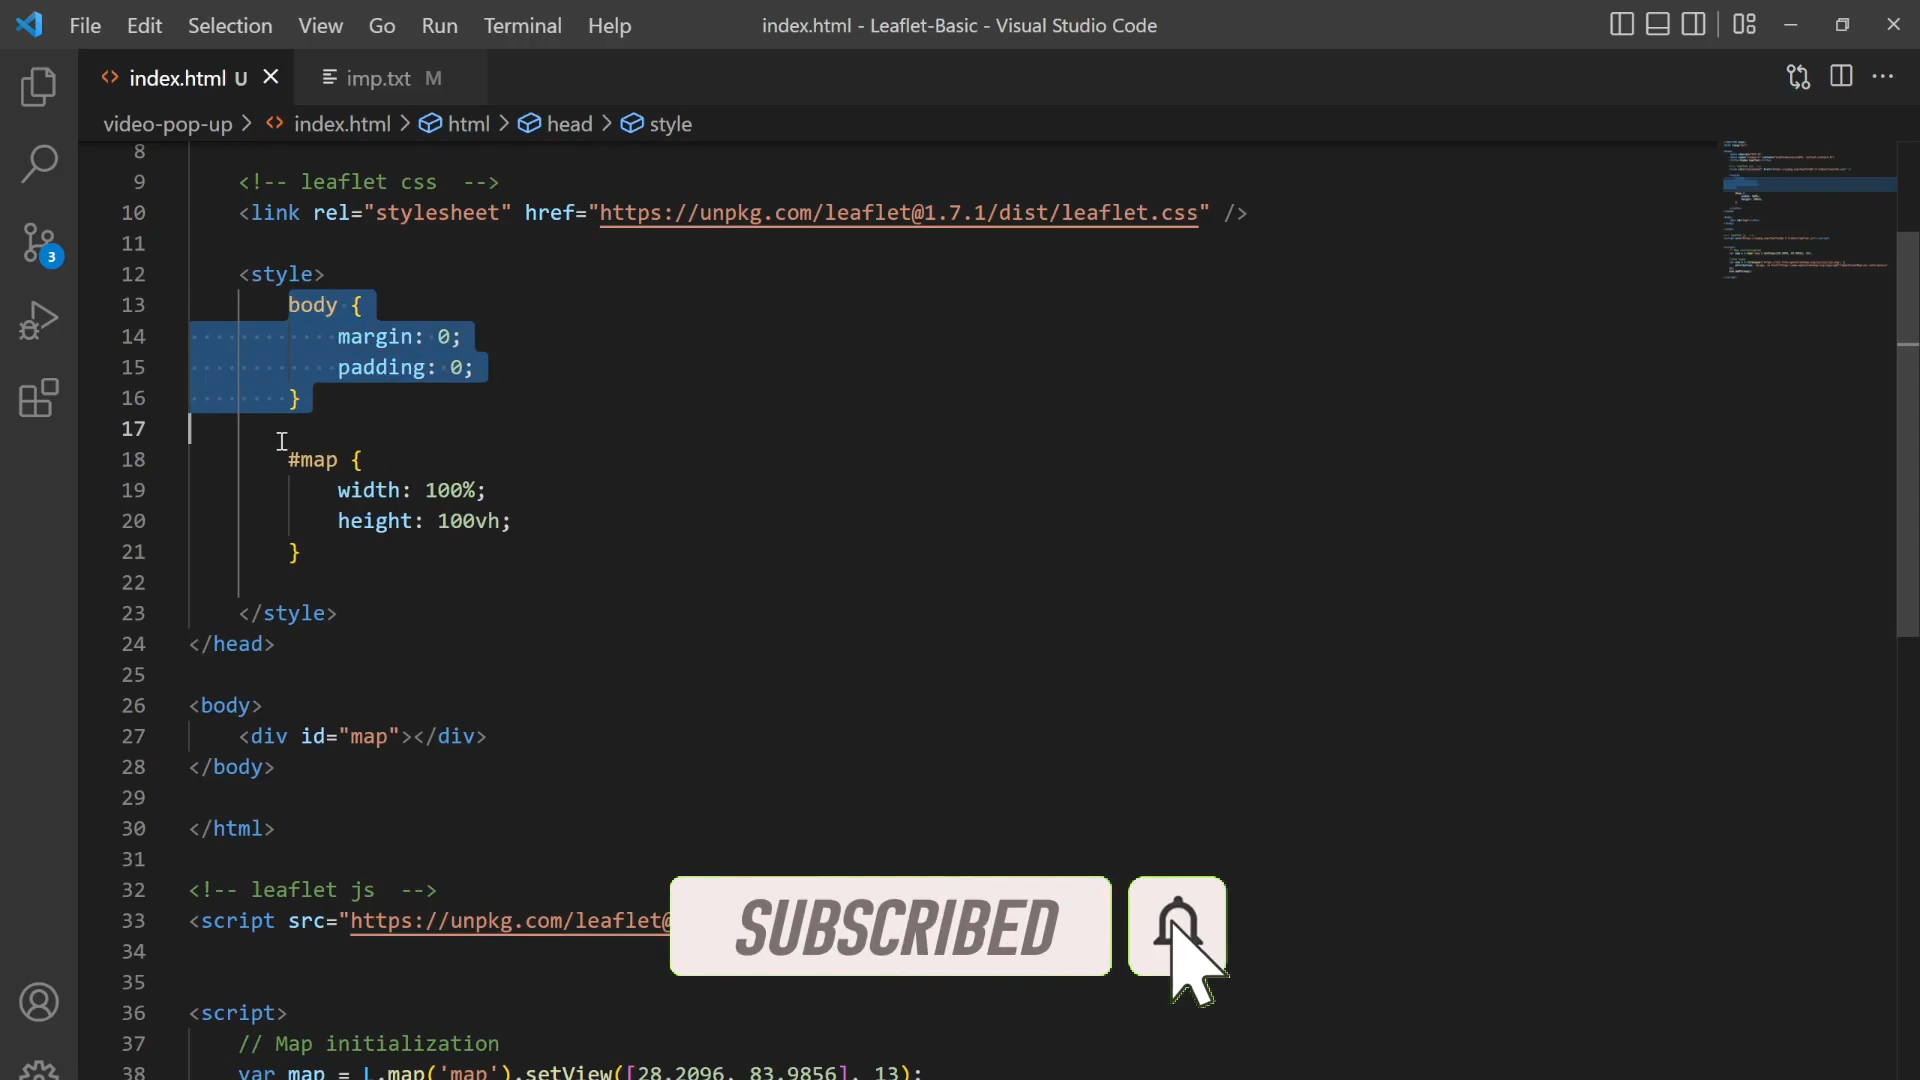 File Edit Selection View Go Run Terminal Help index.html - Leaflet-Basic - Visual Studio Code
index.html U imp.txt M
video-pop-up > index.html > html > head > style
8
9 <!-- leaflet css -->
10 <link rel="stylesheet" href="https://unpkg.com/leaflet@1.7.1/dist/leaflet.css" />
11
12 <style>
13 body {
14 margin: 0;
15 padding: 0;
16 }
17
18 #map {
19 width: 100%;
20 height: 100vh;
21 }
22
23 </style>
24 </head>
25
26 <body>
27 <div id="map"></div>
28 </body>
29
30 </html>
31
32 <!-- leaflet js -->
33 <script src="https://unpkg.com/leaflet@
34
35
36 <script>
37 // Map initialization
38 var map = L.map('map').setView([28.2096, 83.9856], 13);
3
SUBSCRIBED